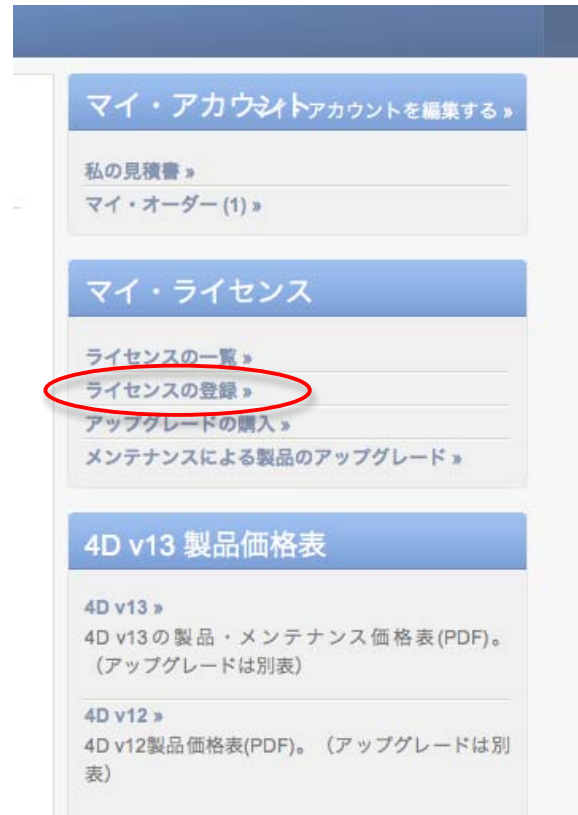 マイ・アカウント
マイ・アカウントを編集する »
私の見積書 »
マイ・オーダー (1) »
マイ・ライセンス
ライセンスの一覧 »
ライセンスの登録 »
アップグレードの購入 »
メンテナンスによる製品のアップグレード »
4D v13 製品価格表
4D v13 »
4D v13の製品・メンテナンス価格表(PDF)。
（アップグレードは別表）
4D v12 »
4D v12製品価格表(PDF)。（アップグレードは別
表）